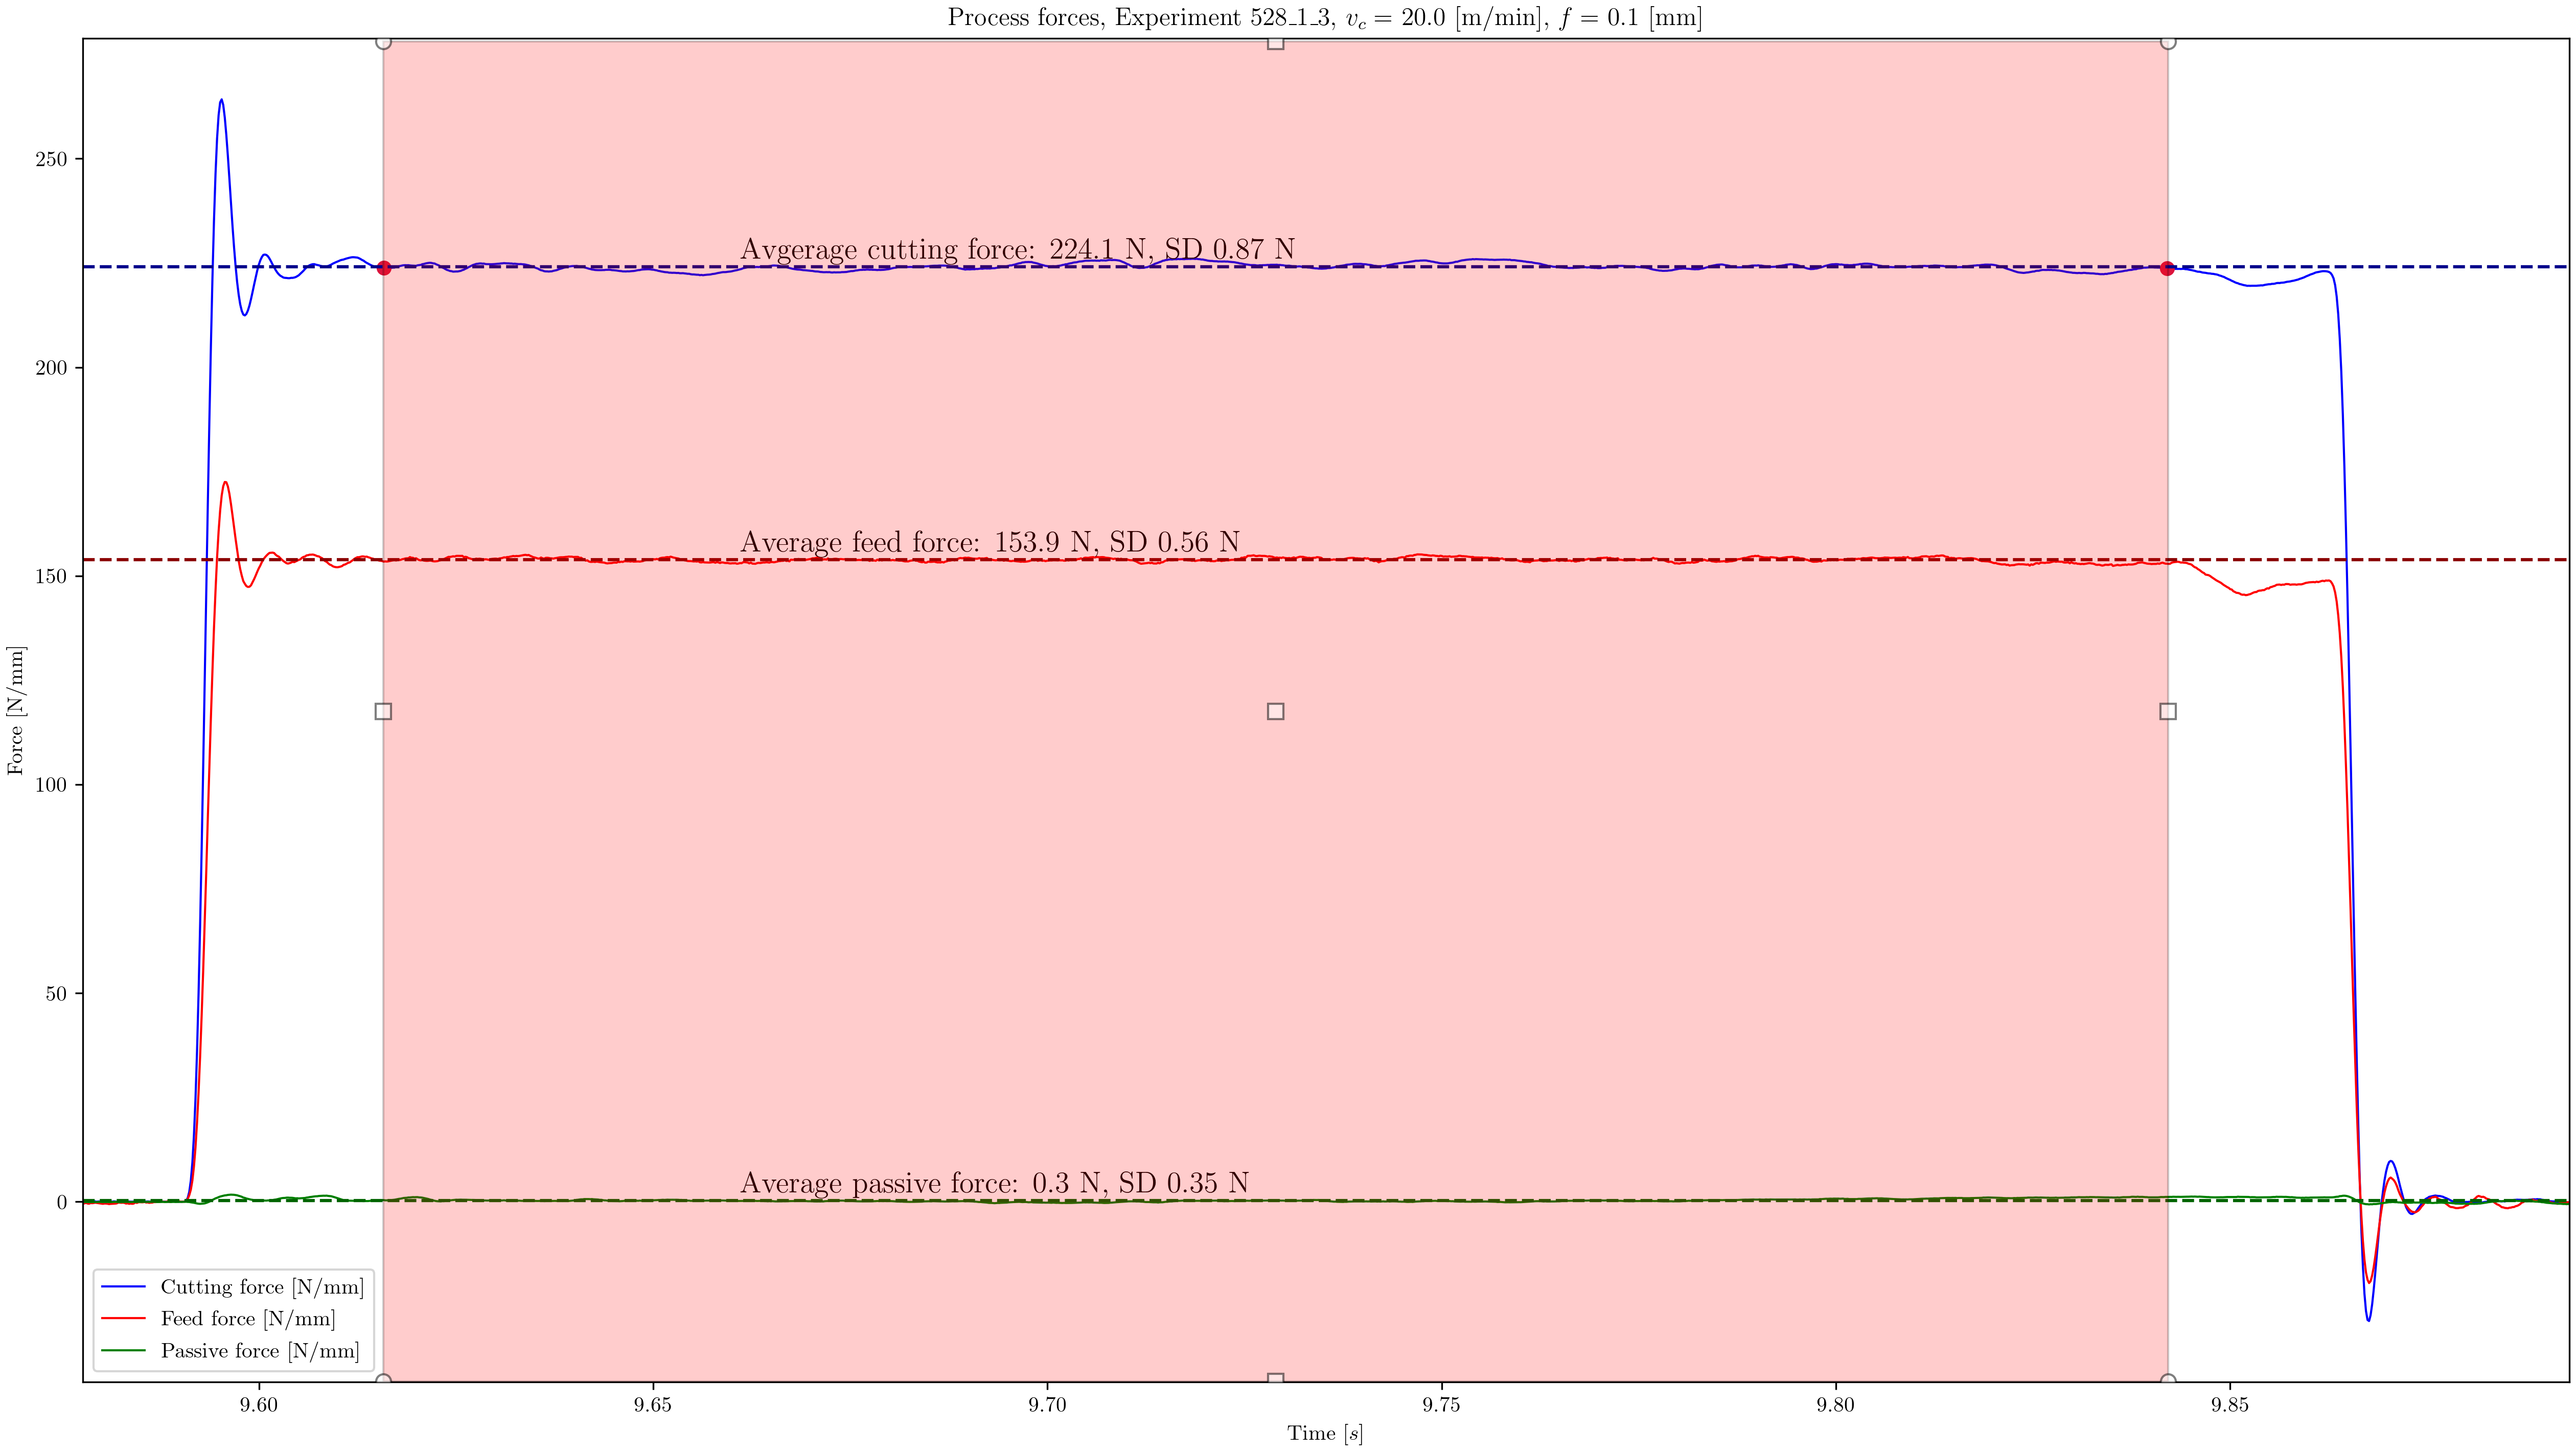 Process forces, Experiment 528_1_3, v_c = 20.0 [m/min], f = 0.1 [mm]
250
200
150
100
50
0
Force [N/mm]
Avgerage cutting force: 224.1 N, SD 0.87 N
Average feed force: 153.9 N, SD 0.56 N
Average passive force: 0.3 N, SD 0.35 N
Cutting force [N/mm]
Feed force [N/mm]
Passive force [N/mm]
9.60 9.65 9.70 9.75 9.80 9.85
Time [s]